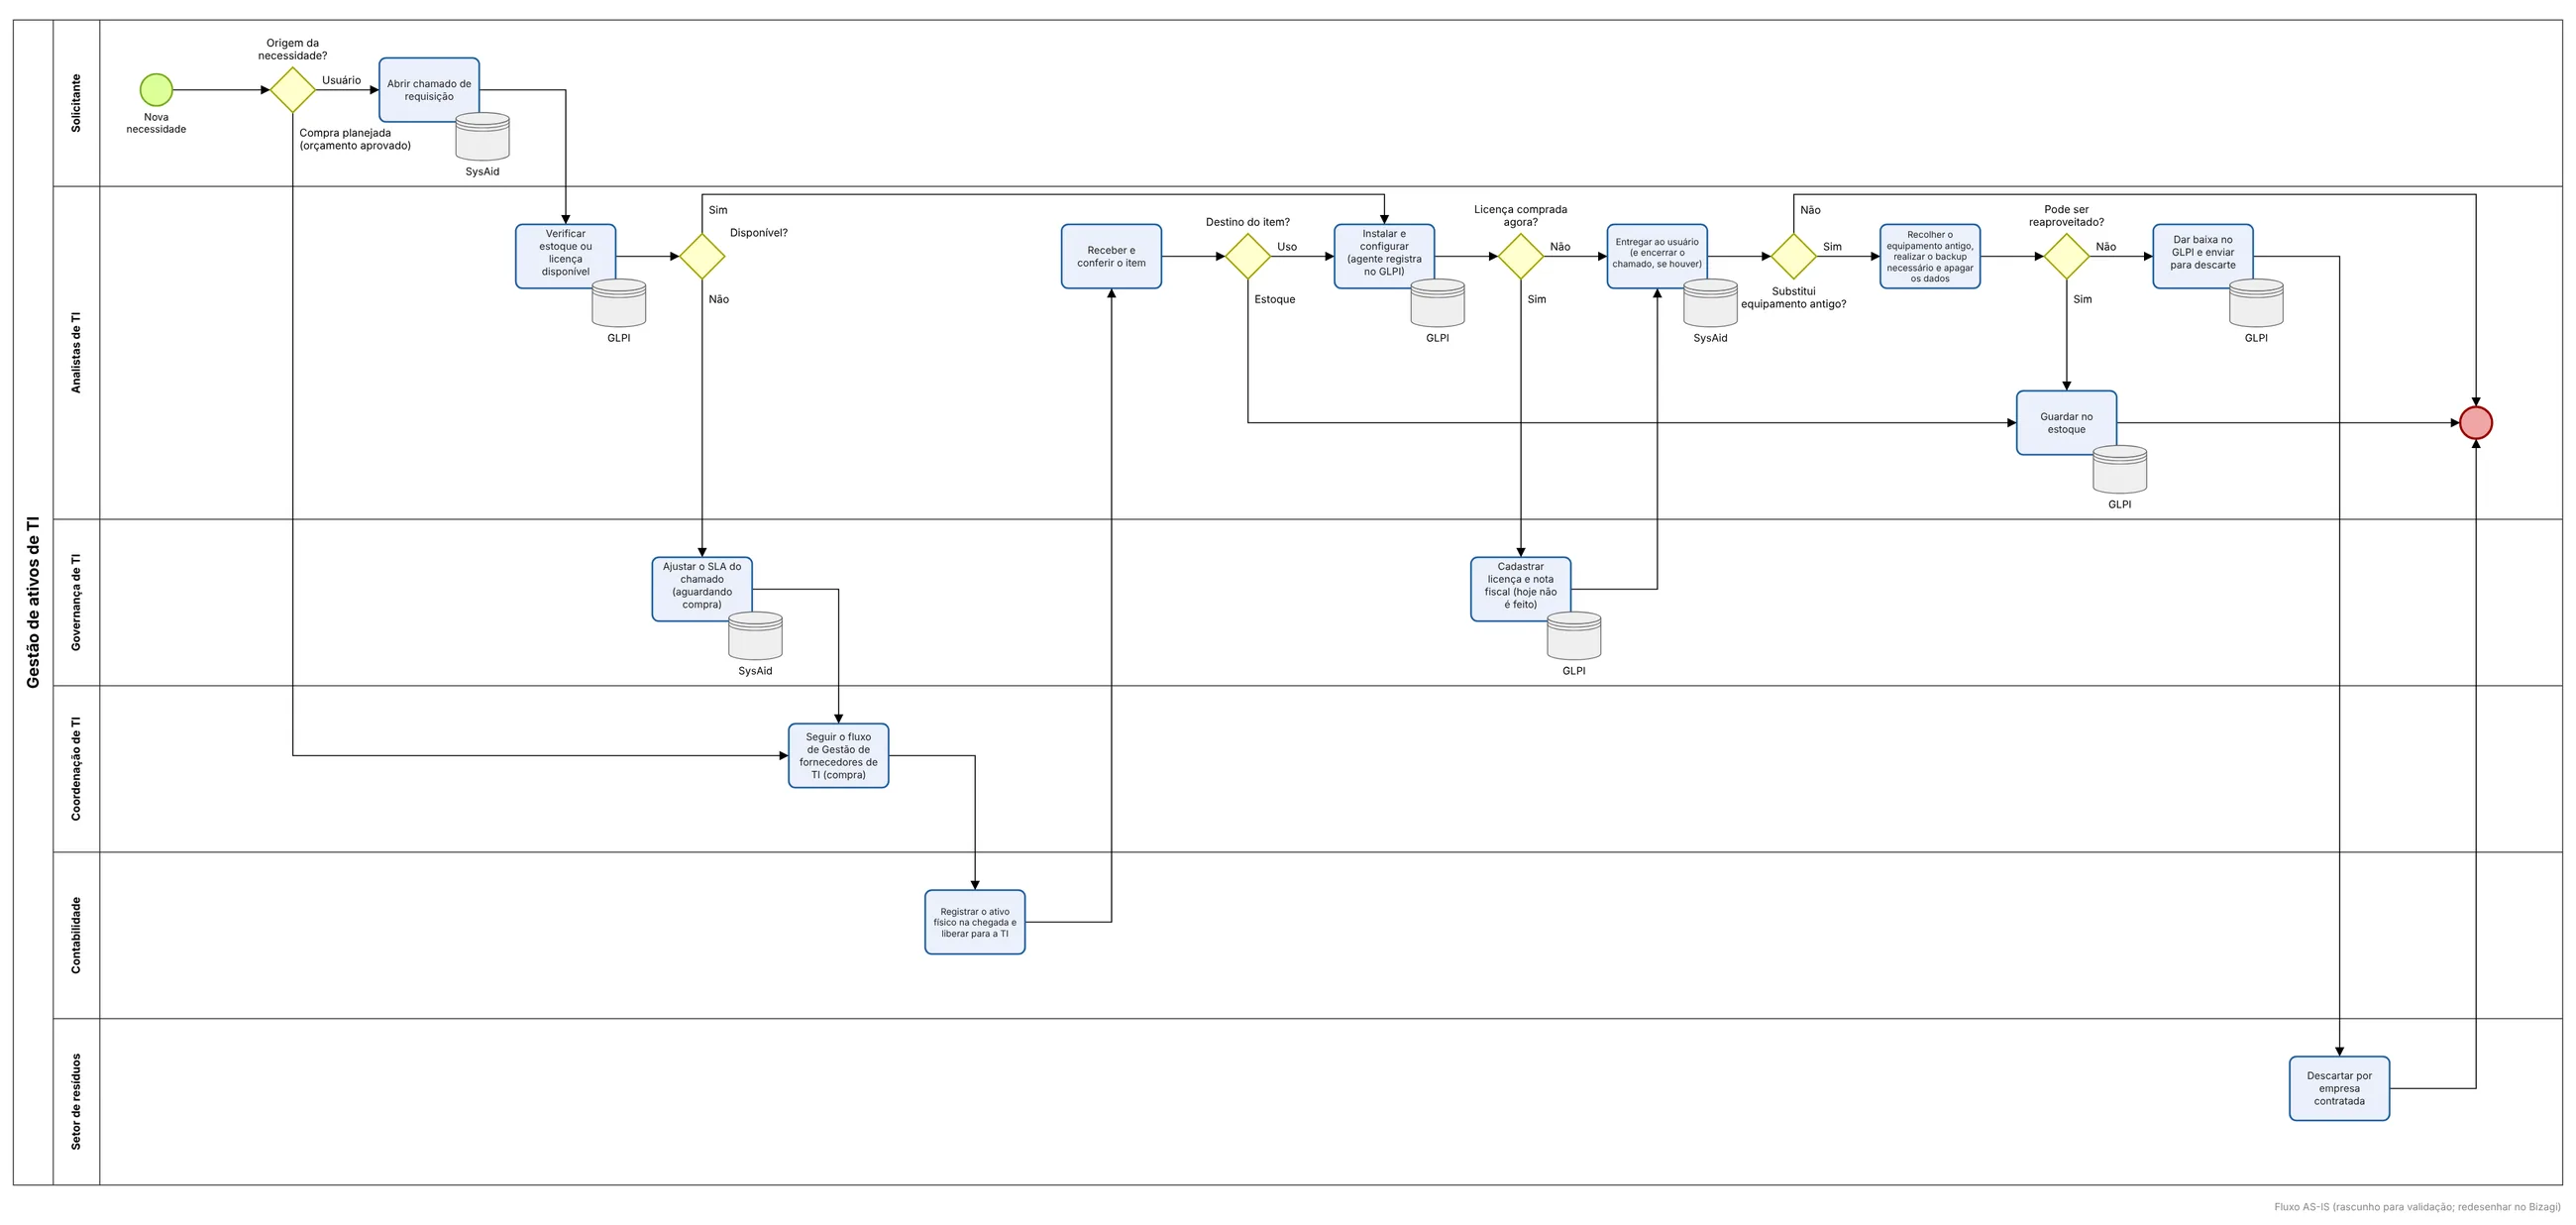 Gestão de ativos de TI
Solicitante
Nova
necessidade
Origem da
necessidade?
Usuário
Compra planejada
(orçamento aprovado)
Abrir chamado de
requisição
SysAid
Analistas de TI
Verificar
estoque ou
licença
disponível
GLPI
Sim
Disponível?
Não
Receber e
conferir o item
Destino do item?
Uso
Estoque
Instalar e
configurar
(agente registra
no GLPI)
GLPI
Licença comprada
agora?
Não
Sim
Entregar ao usuário
(e encerrar o
chamado, se houver)
SysAid
Não
Sim
Substitui
equipamento antigo?
Recolher o
equipamento antigo,
realizar o backup
necessário e apagar
os dados
Pode ser
reaproveitado?
Não
Sim
Dar baixa no
GLPI e enviar
para descarte
GLPI
Guardar no
estoque
GLPI
Governança de TI
Ajustar o SLA do
chamado
(aguardando
compra)
SysAid
Cadastrar
licença e nota
fiscal (hoje não
é feito)
GLPI
Coordenação de TI
Seguir o fluxo
de Gestão de
fornecedores de
TI (compra)
Contabilidade
Registrar o ativo
físico na chegada e
liberar para a TI
Setor de resíduos
Descartar por
empresa
contratada
Fluxo AS-IS (rascunho para validação; redesenhar no Bizagi)